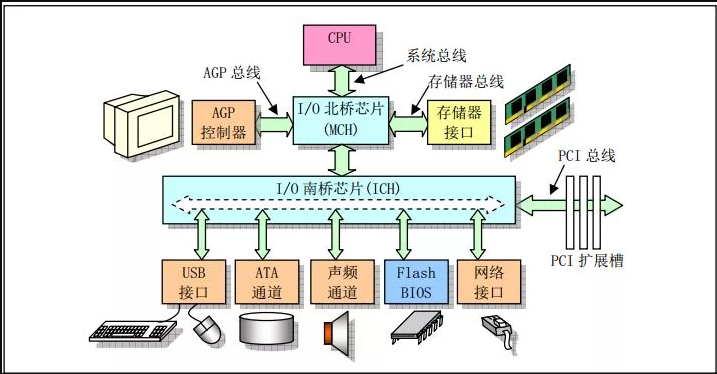 CPU
系统总线
AGP 总线
存储器总线
I/O 北桥芯片
(MCH)
AGP
控制器
存储器
接口
PCI 总线
I/O 南桥芯片(ICH)
PCI 扩展槽
USB
接口
ATA
通道
声频
通道
Flash
BIOS
网络
接口